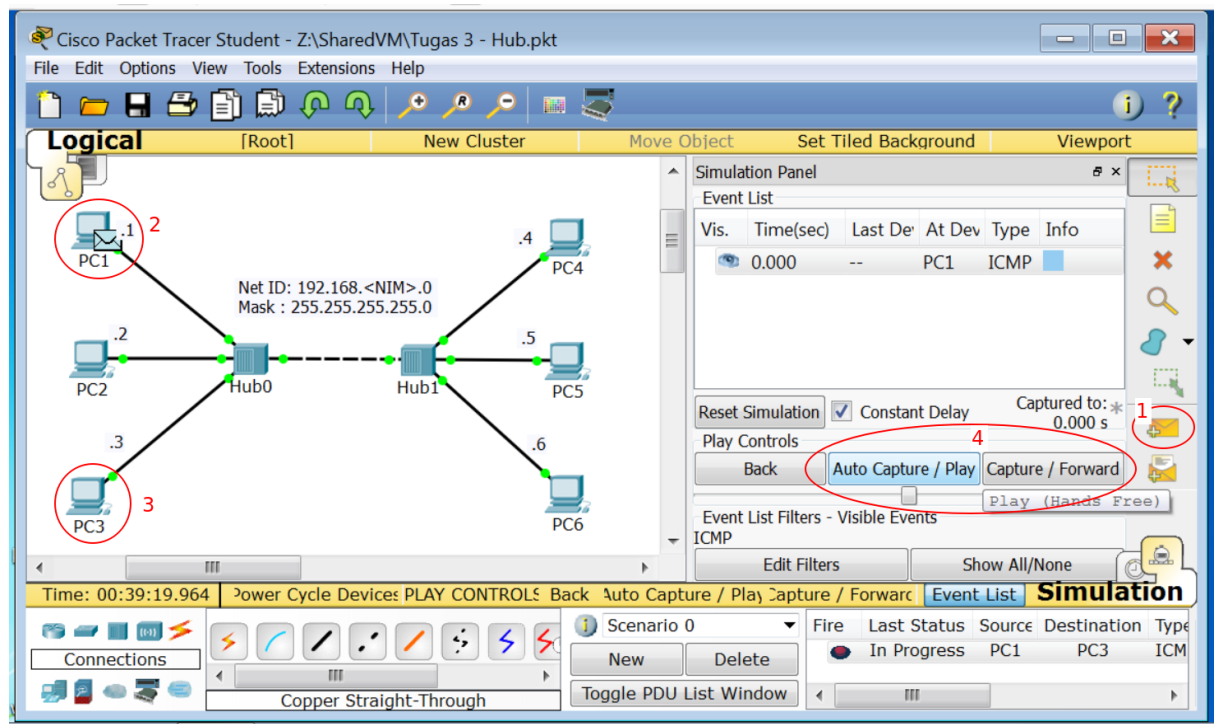 Cisco Packet Tracer Student - Z:\SharedVM\Tugas 3 - Hub.pkt
File Edit Options View Tools Extensions Help
Logical [Root] New Cluster Move Object Set Tiled Background Viewport
Simulation Panel
Event List
Vis. Time(sec) Last De At Dev Type Info
0.000 -- PC1 ICMP
.1 2
PC1
.4
PC4
Net ID: 192.168.<NIM>.0
Mask : 255.255.255.255.0
.2
PC2
Hub0
Hub1
.5
PC5
.3
PC3
3
.6
PC6
Reset Simulation Constant Delay Captured to: *
0.000 s
1
Play Controls
4
Back Auto Capture / Play Capture / Forward
Play (Hands Free)
Event List Filters - Visible Events
ICMP
Edit Filters Show All/None
Time: 00:39:19.964 Power Cycle Devices PLAY CONTROLS Back Auto Capture / Play Capture / Forward Event List Simulation
Connections
Copper Straight-Through
Scenario 0
New Delete
Toggle PDU List Window
Fire Last Status Source Destination Type
In Progress PC1 PC3 ICM